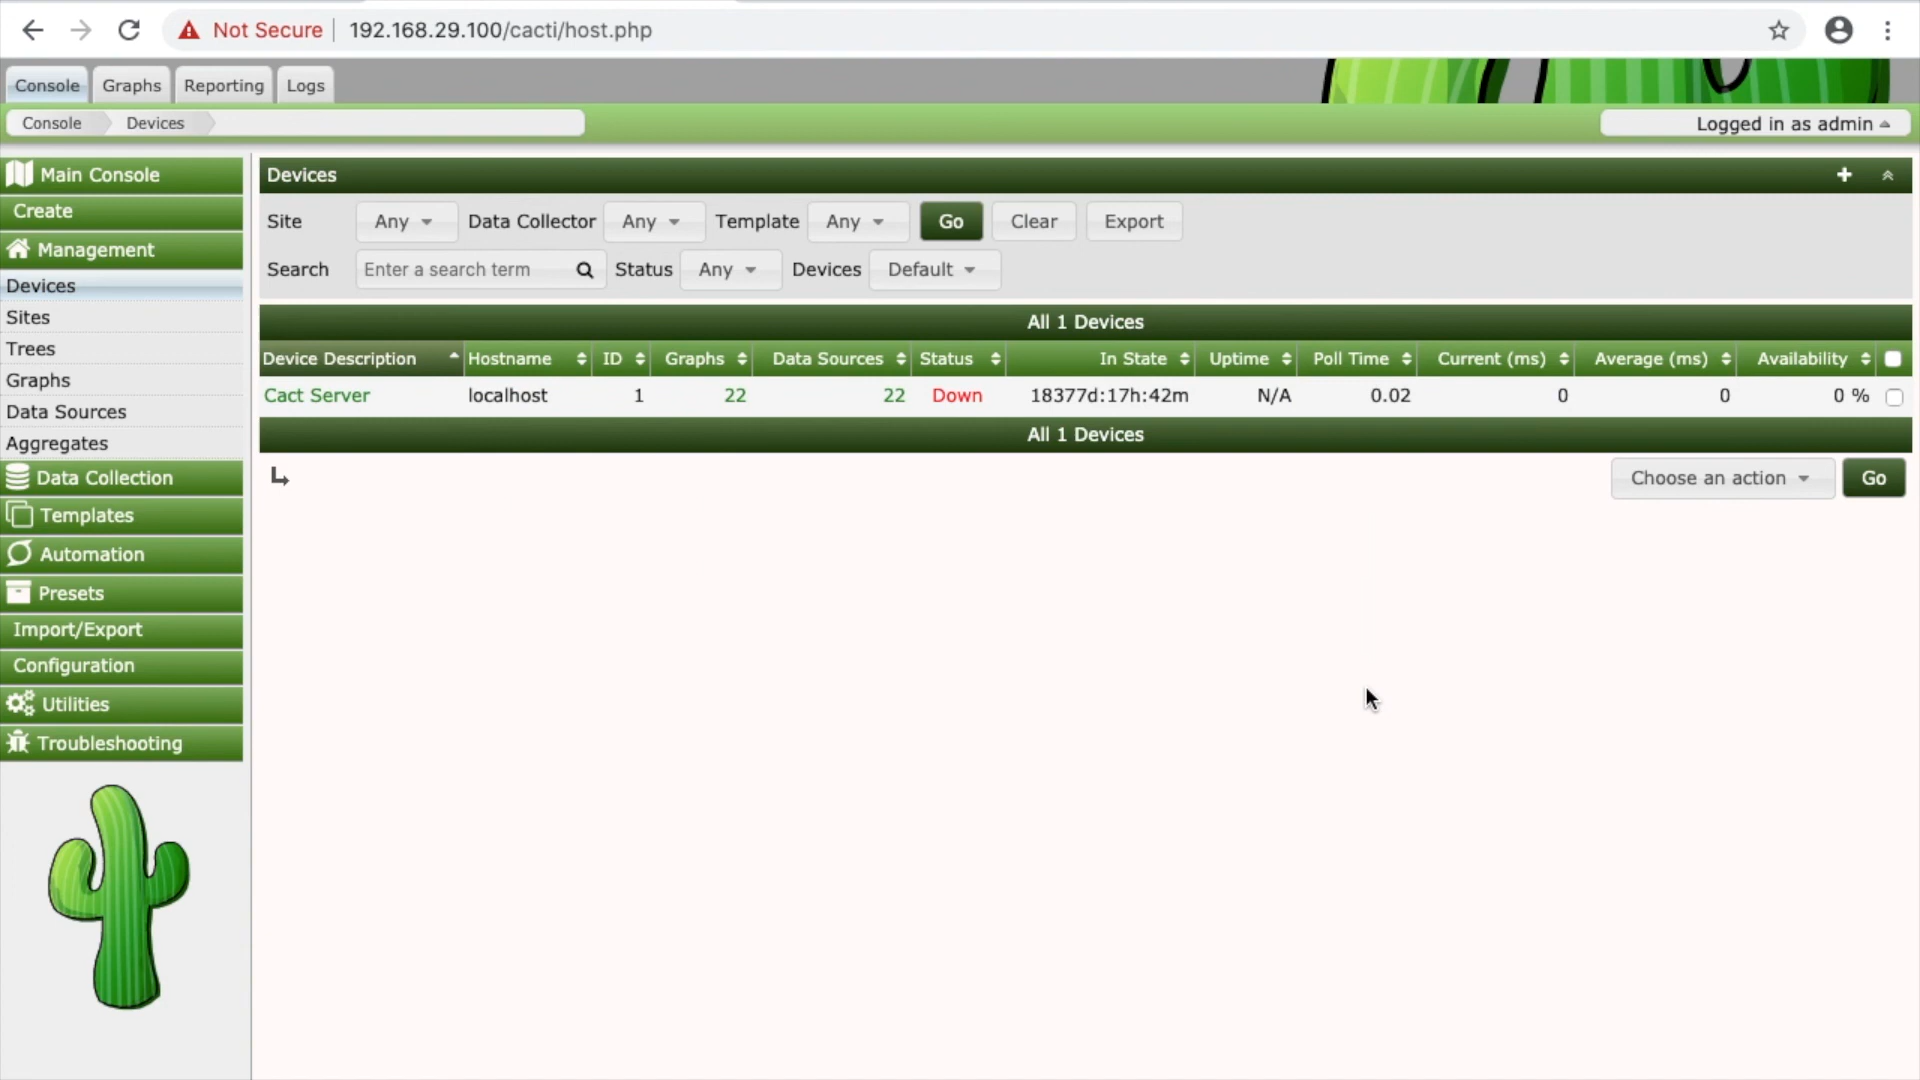 Not Secure 192.168.29.100/cacti/host.php
Console Graphs Reporting Logs
Console Devices Logged in as admin
Main Console
Create
Management
Devices
Sites
Trees
Graphs
Data Sources
Aggregates
Data Collection
Templates
Automation
Presets
Import/Export
Configuration
Utilities
Troubleshooting
Devices
Site Any Data Collector Any Template Any Go Clear Export
Search Enter a search term Status Any Devices Default
All 1 Devices
Device Description Hostname ID Graphs Data Sources Status In State Uptime Poll Time Current (ms) Average (ms) Availability
Cact Server localhost 1 22 22 Down 18377d:17h:42m N/A 0.02 0 0 0 %
All 1 Devices
Choose an action Go